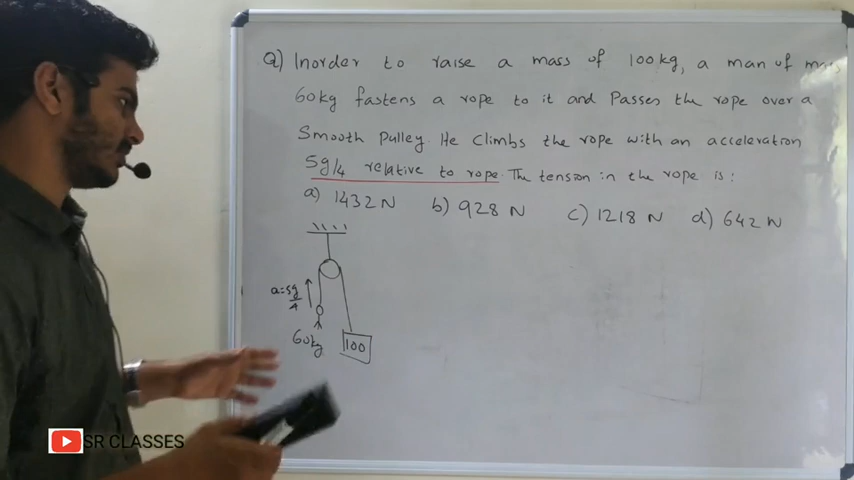 Q) Inorder to raise a mass of 100kg, a man of
60kg fastens a rope to it and Passes the rope over a
Smooth Pulley He Climbs the rope with an acceleration
5g/4 relative to rope. The tension in the rope is :
a) 1432 N b) 928 N c) 1218 N d) 642 N
a=5g/4
60kg
100
SR CLASSES